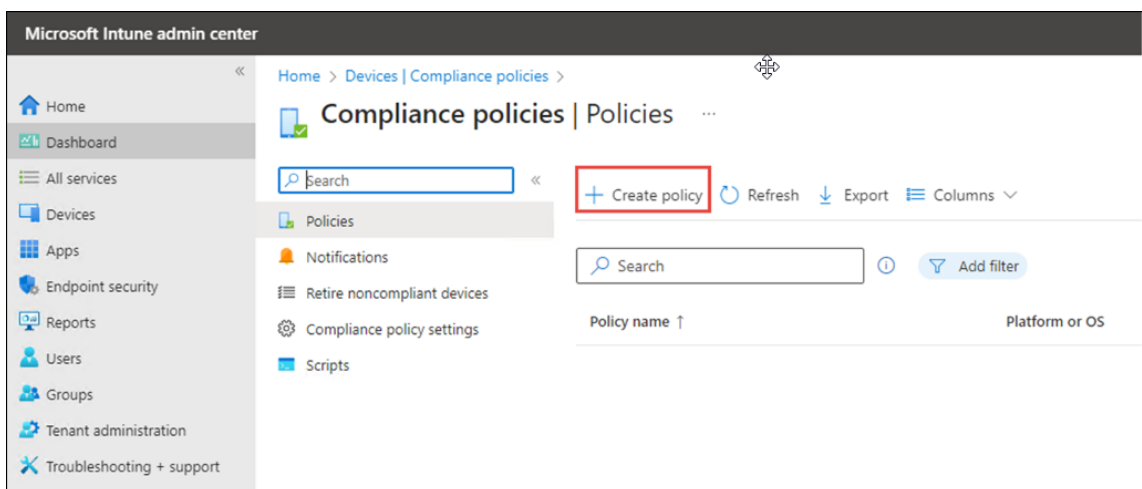 Microsoft Intune admin center
«
Home
Dashboard
All services
Devices
Apps
Endpoint security
Reports
Users
Groups
Tenant administration
Troubleshooting + support
Home > Devices | Compliance policies >
Compliance policies | Policies ...
Search «
Policies
Notifications
Retire noncompliant devices
Compliance policy settings
Scripts
+ Create policy Refresh Export Columns
Search Add filter
Policy name ↑ Platform or OS